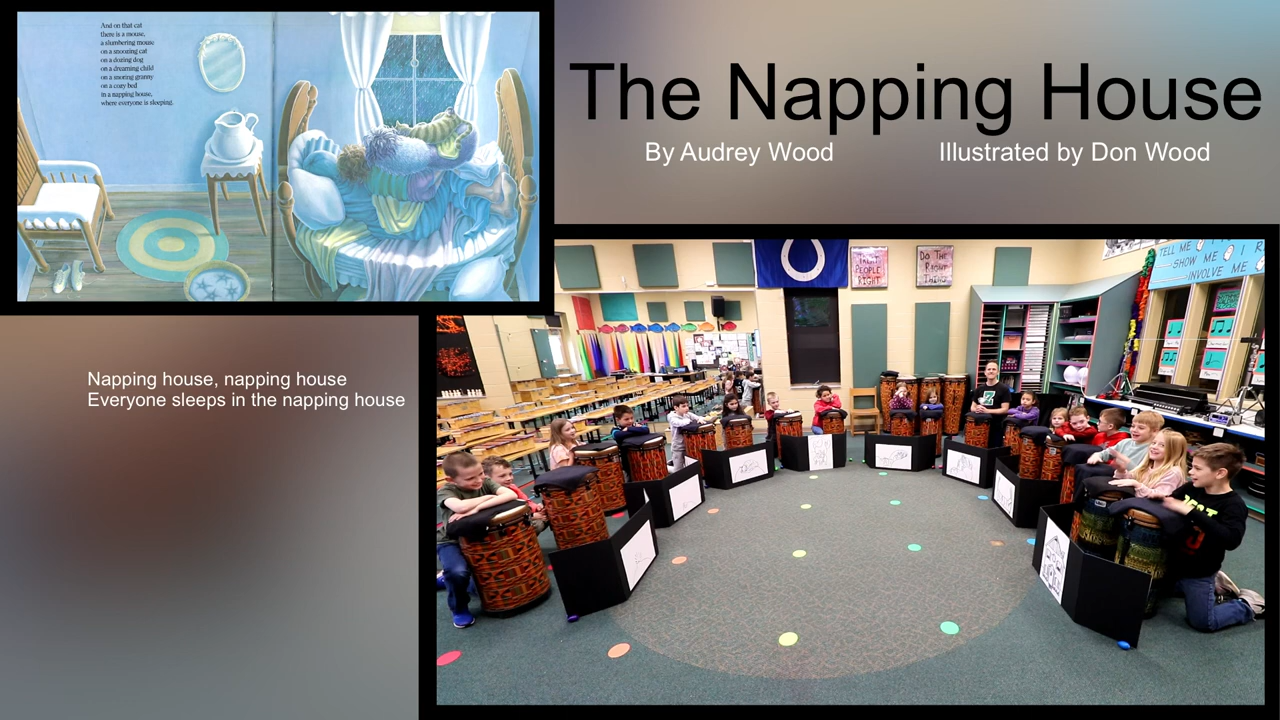 And on that cat
there is a mouse,
a slumbering mouse
on a snoozing cat
on a dozing dog
on a dreaming child
on a snoring granny
on a cozy bed
in a napping house,
where everyone is sleeping.
The Napping House
By Audrey Wood
Illustrated by Don Wood
Napping house, napping house
Everyone sleeps in the napping house
TREAT
PEOPLE
RIGHT
DO THE
RIGHT
THING
TELL ME
SHOW ME
INVOLVE ME